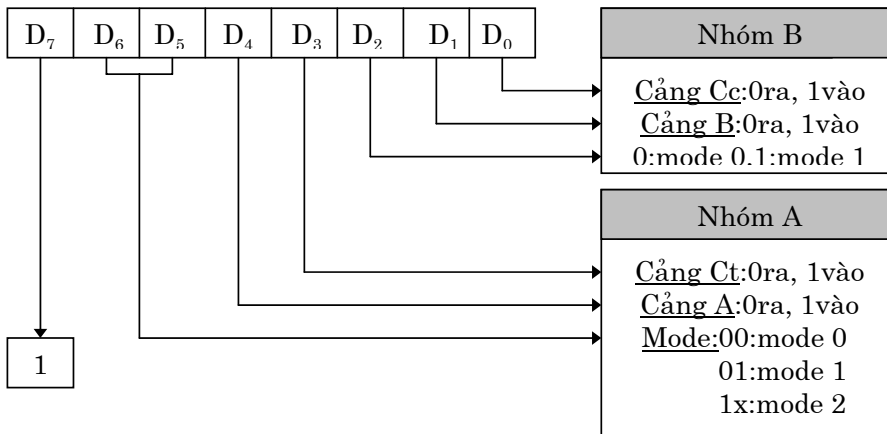 D₇ D₆ D₅ D₄ D₃ D₂ D₁ D₀
Nhóm B
Cảng Cc:0ra, 1vào
Cảng B:0ra, 1vào
0:mode 0,1:mode 1
Nhóm A
Cảng Ct:0ra, 1vào
Cảng A:0ra, 1vào
Mode:00:mode 0
01:mode 1
1x:mode 2
1